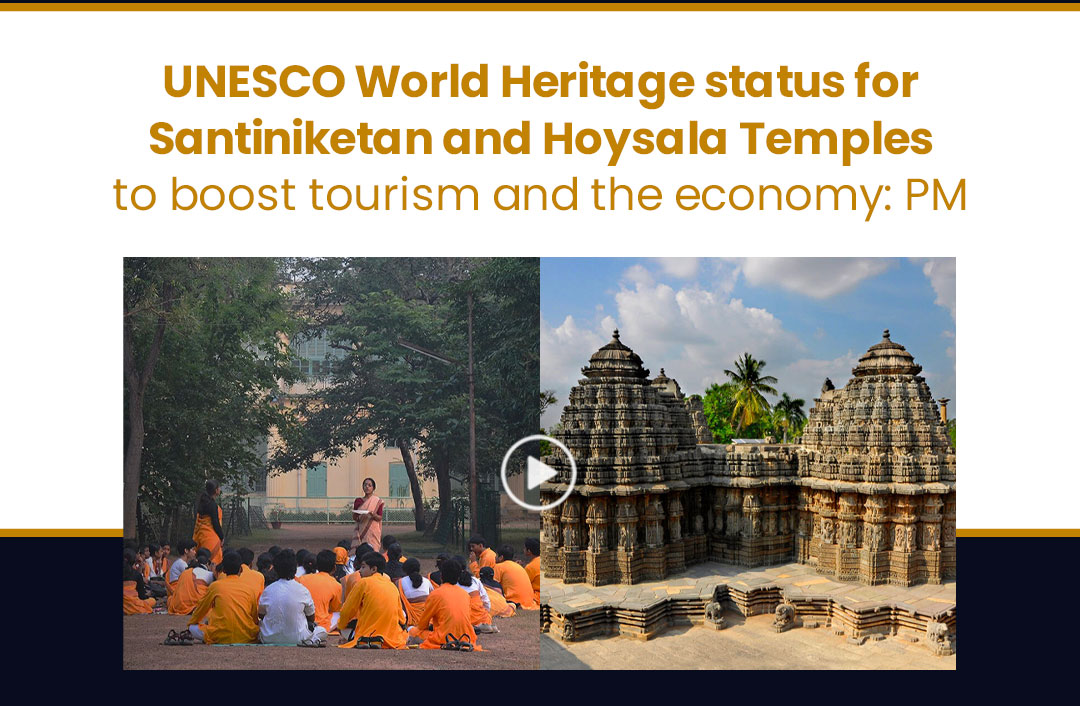 UNESCO World Heritage status for
Santiniketan and Hoysala Temples
to boost tourism and the economy: PM